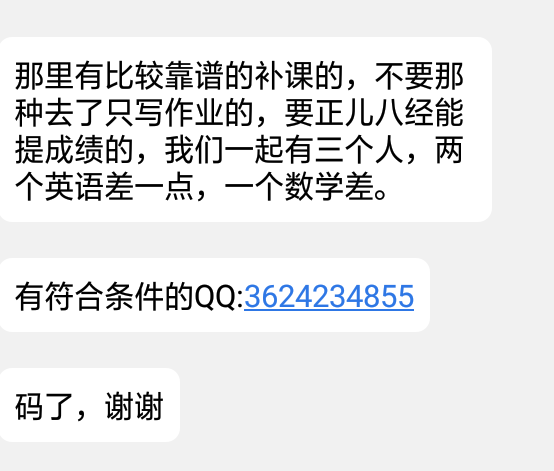 那里有比较靠谱的补课的，不要那
种去了只写作业的，要正儿八经能
提成绩的，我们一起有三个人，两
个英语差一点，一个数学差。
有符合条件的QQ:3624234855
码了，谢谢